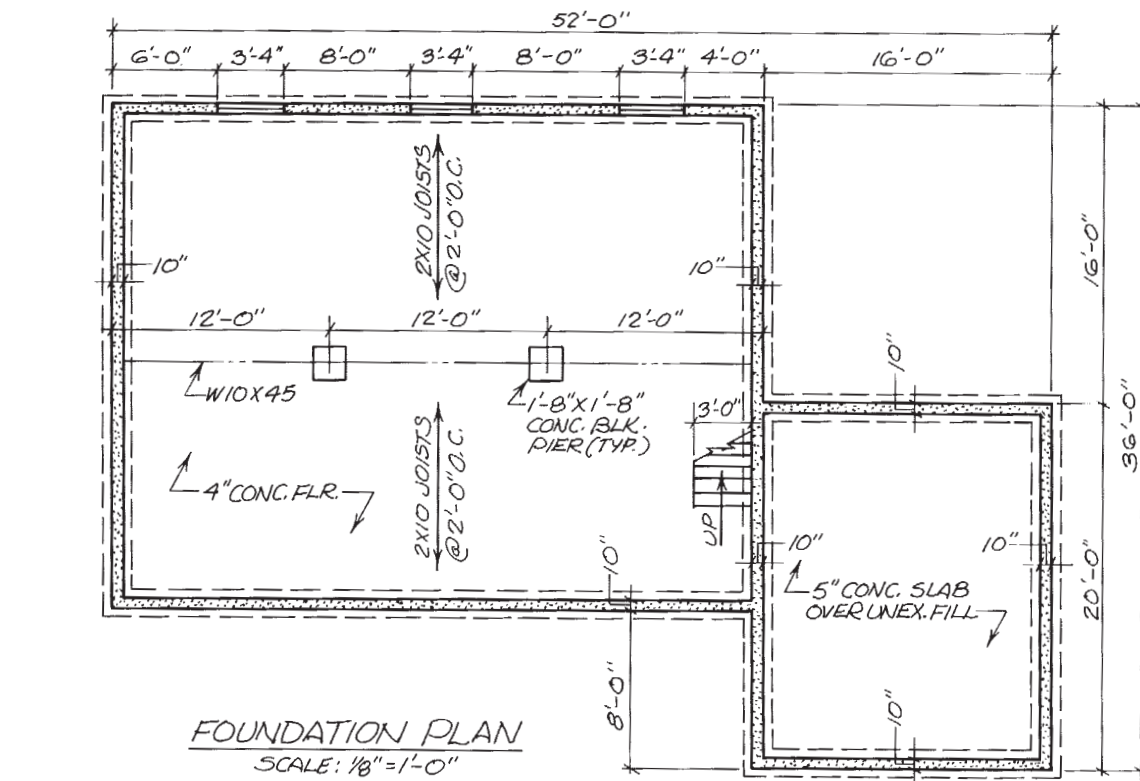 52'-0"
6'-0" 3'-4" 8'-0" 3'-4" 8'-0" 3'-4" 4'-0" 16'-0"
2X10 JOISTS
@ 2'-0" O.C.
16'-0"
10"
10"
12'-0" 12'-0" 12'-0"
10"
W10X45
1'-8" X 1'-8"
CONC. BLK.
PIER (TYP.)
3'-0"
36'-0"
4" CONC. FLR.
2X10 JOISTS
@ 2'-0" O.C.
UP
10"
10"
10"
5" CONC. SLAB
OVER UNEX. FILL
20'-0"
8'-0"
10"
FOUNDATION PLAN
SCALE: 1/8" = 1'-0"